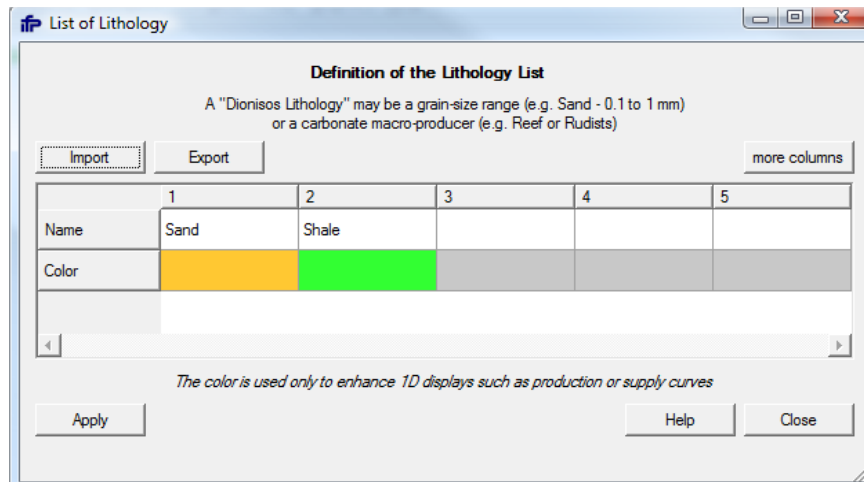 ifp List of Lithology
Definition of the Lithology List
A "Dionisos Lithology" may be a grain-size range (e.g. Sand - 0.1 to 1 mm)
or a carbonate macro-producer (e.g. Reef or Rudists)
Import Export more columns
1 2 3 4 5
Name Sand Shale
Color
The color is used only to enhance 1D displays such as production or supply curves
Apply Help Close